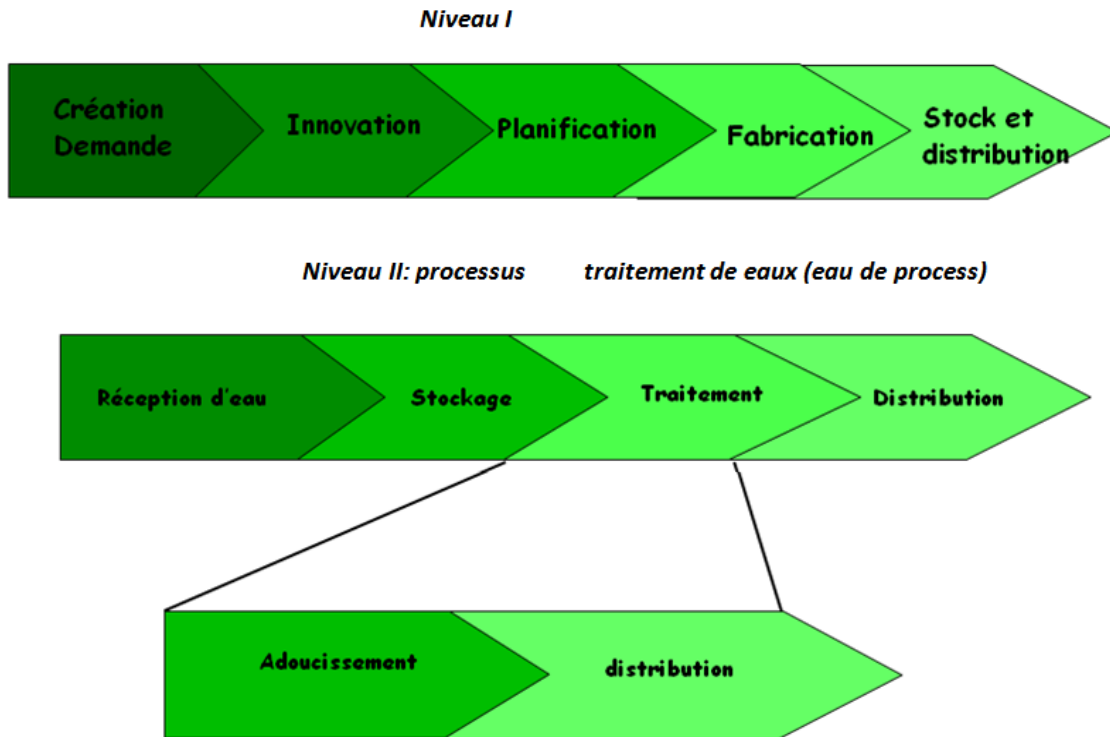 Niveau I
Création
Demande
Innovation
Planification
Fabrication
Stock et
distribution
Niveau II: processus traitement de eaux (eau de process)
Réception d'eau
Stockage
Traitement
Distribution
Adoucissement
distribution